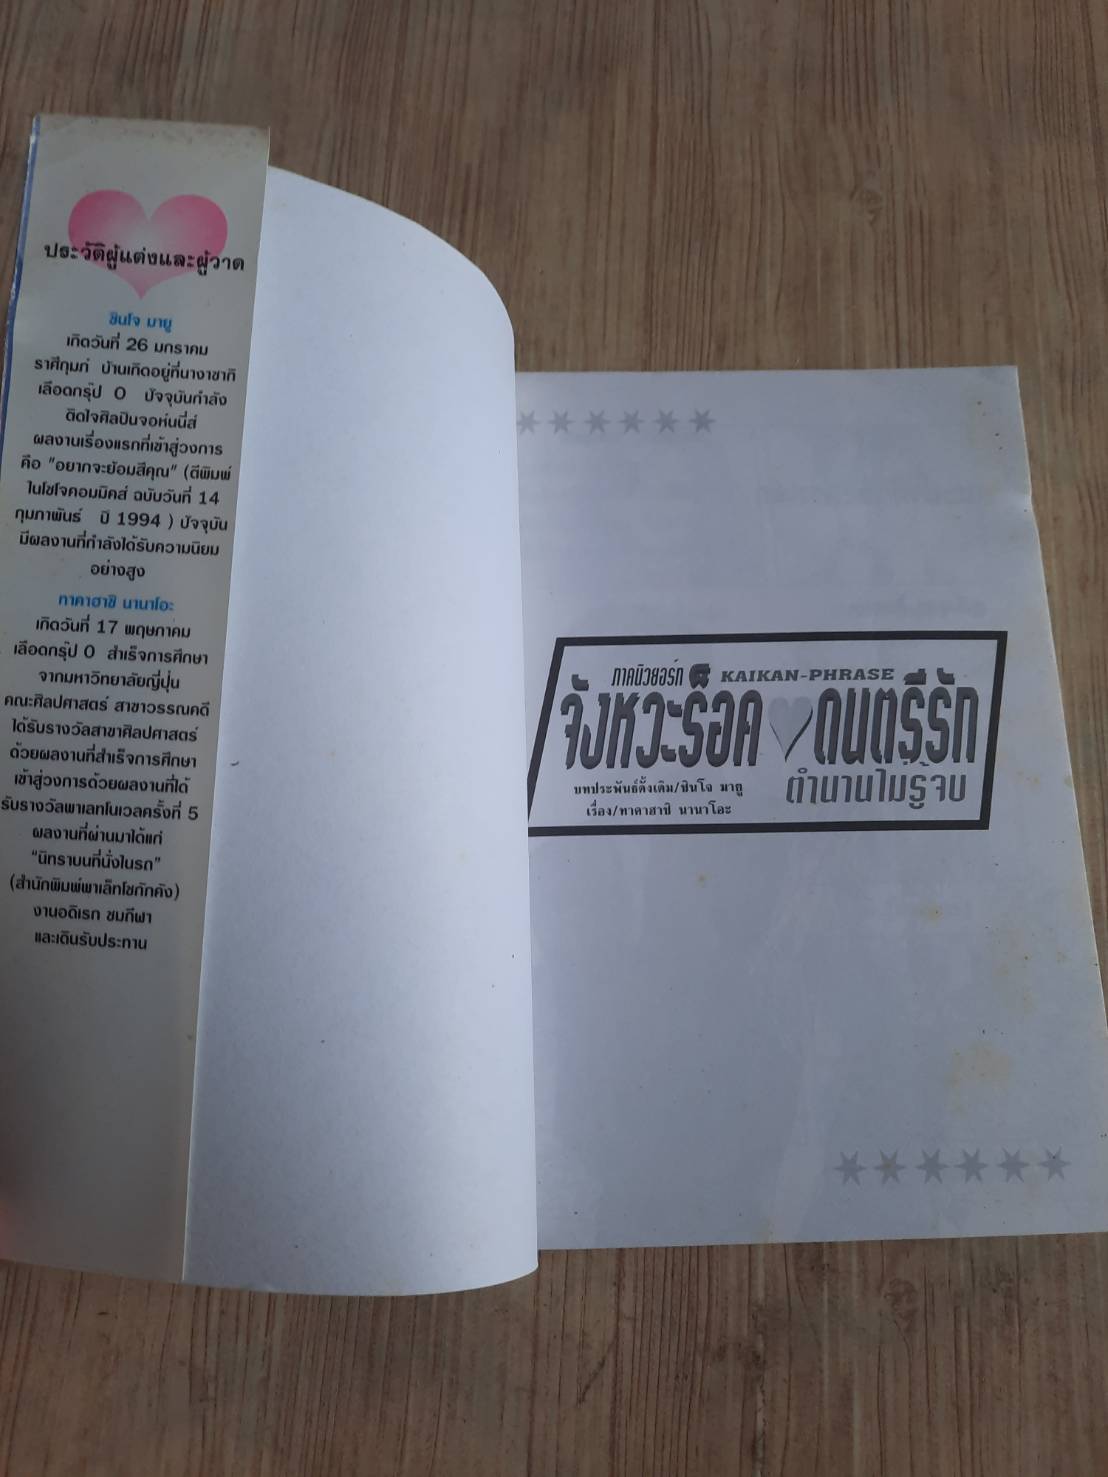 ประวัติผู้แต่งและผู้วาด
ชินโจ มายู
เกิดวันที่ 26 มกราคม
ราศีกุมภ์ บ้านเกิดอยู่ที่นางาซากิ
เลือดกรุ๊ป O ปัจจุบันกำลัง
ติดใจศิลปินจอห์นนี่ส์
ผลงานเรื่องแรกที่เข้าสู่วงการ
คือ "อยากจะย้อมสีคุณ" (ตีพิมพ์
ในโชโจคอมมิคส์ ฉบับวันที่ 14
กุมภาพันธ์ ปี 1994 ) ปัจจุบัน
มีผลงานที่กำลังได้รับความนิยม
อย่างสูง
ทาคาฮาชิ นานาโอะ
เกิดวันที่ 17 พฤษภาคม
เลือดกรุ๊ป O สำเร็จการศึกษา
จากมหาวิทยาลัยญี่ปุ่น
คณะศิลปศาสตร์ สาขาวรรณคดี
ได้รับรางวัลสาขาศิลปศาสตร์
ด้วยผลงานที่สำเร็จการศึกษา
เข้าสู่วงการด้วยผลงานที่ได้
รับรางวัลพาเลทโนเวลครั้งที่ 5
ผลงานที่ผ่านมาได้แก่
"นิทราบนที่นั่งในรถ"
(สำนักพิมพ์พาเล็ทโชกักคัง)
งานอดิเรก ชมกีฬา
และเดินรับประทาน
ภาคนิวยอร์ก KAIKAN-PHRASE
จังหวะร็อค ดนตรีรัก
ตำนานไม่รู้จบ
บทประพันธ์ดั้งเดิม/ชินโจ มายู
เรื่อง/ทาคาฮาชิ นานาโอะ